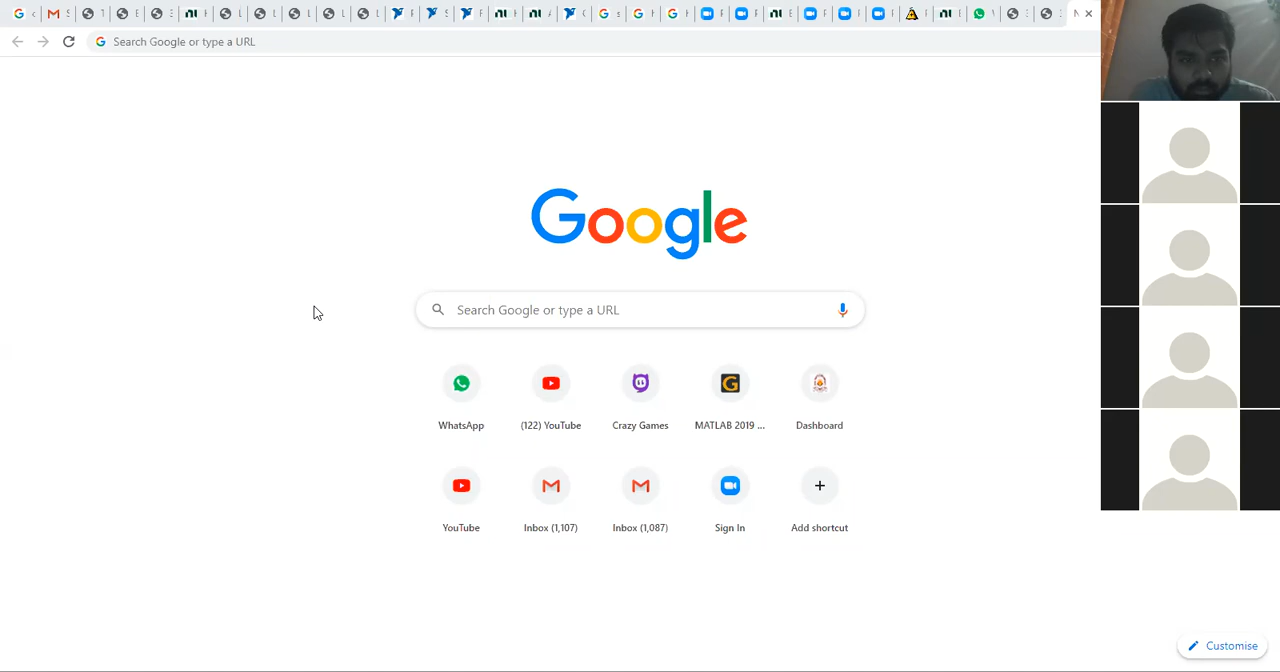 Search Google or type a URL
Google
Search Google or type a URL
WhatsApp
(122) YouTube
Crazy Games
MATLAB 2019 ...
Dashboard
YouTube
Inbox (1,107)
Inbox (1,087)
Sign In
Add shortcut
Customise